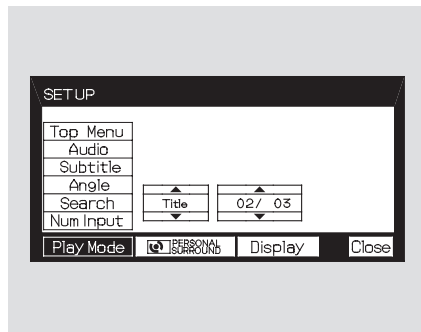 SETUP
Top Menu
Audio
Subtitle
Angle
Search
Num Input
Title
02/ 03
Play Mode
PERSONAL
SURROUND
Display
Close